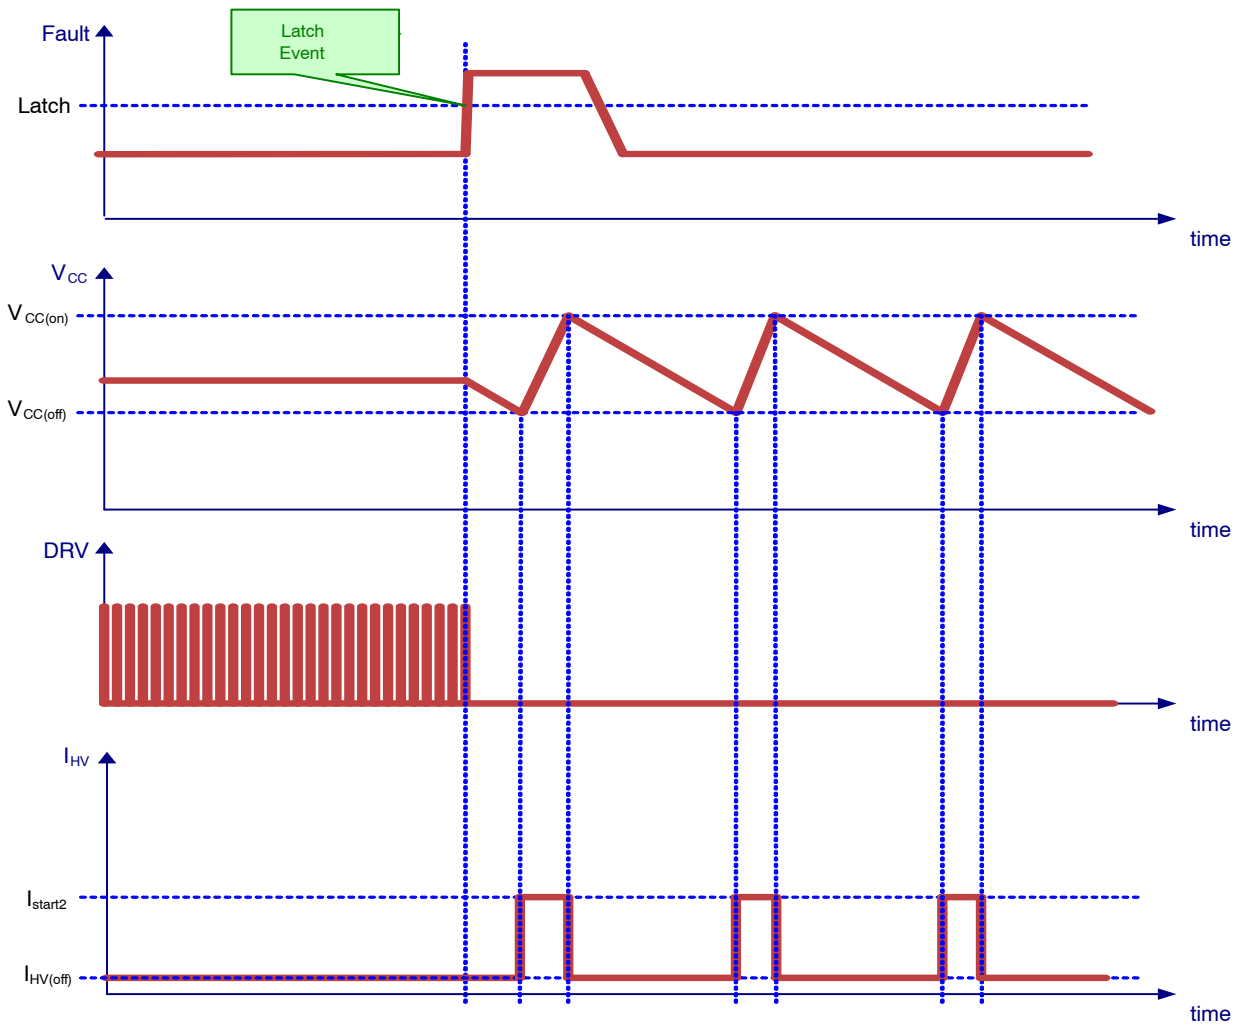 Fault
Latch
Event
Latch
time
VCC
VCC(on)
VCC(off)
time
DRV
time
IHV
Istart2
IHV(off)
time